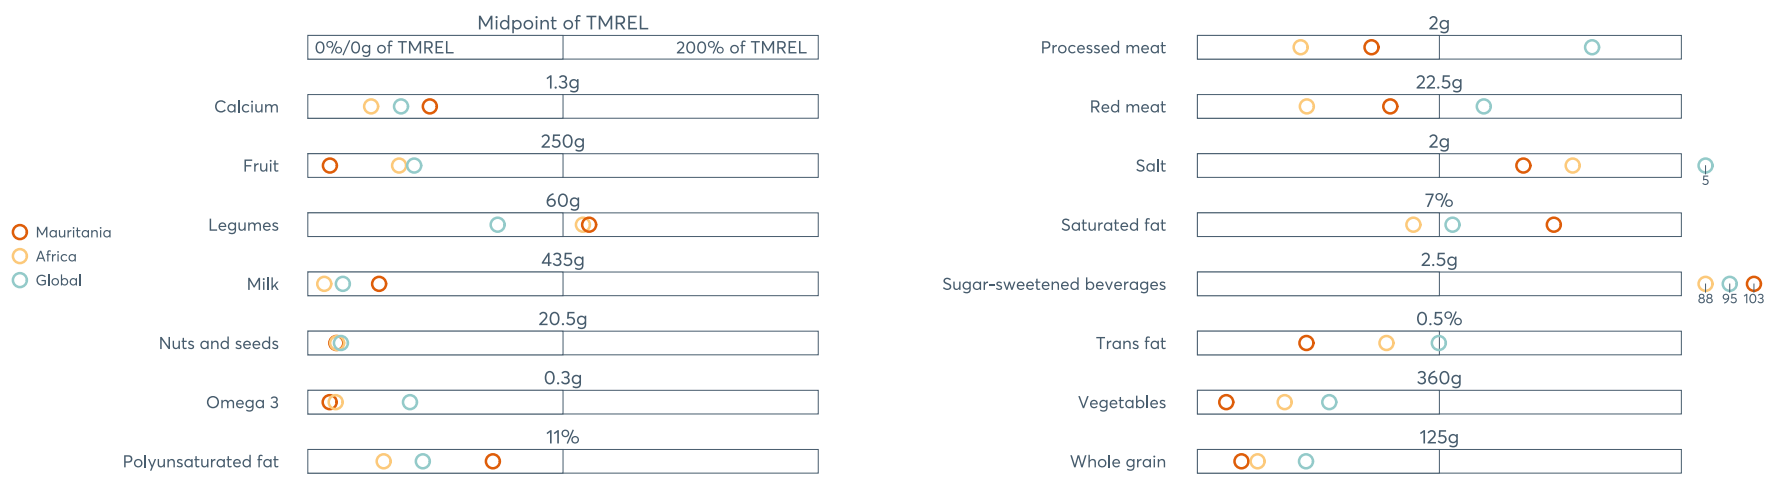 Midpoint of TMREL
0%/0g of TMREL
200% of TMREL
1.3g
Calcium
250g
Fruit
60g
Legumes
435g
Milk
20.5g
Nuts and seeds
0.3g
Omega 3
11%
Polyunsaturated fat
Mauritania
Africa
Global
2g
Processed meat
22.5g
Red meat
2g
Salt
5
7%
Saturated fat
2.5g
Sugar-sweetened beverages
88 95 103
0.5%
Trans fat
360g
Vegetables
125g
Whole grain